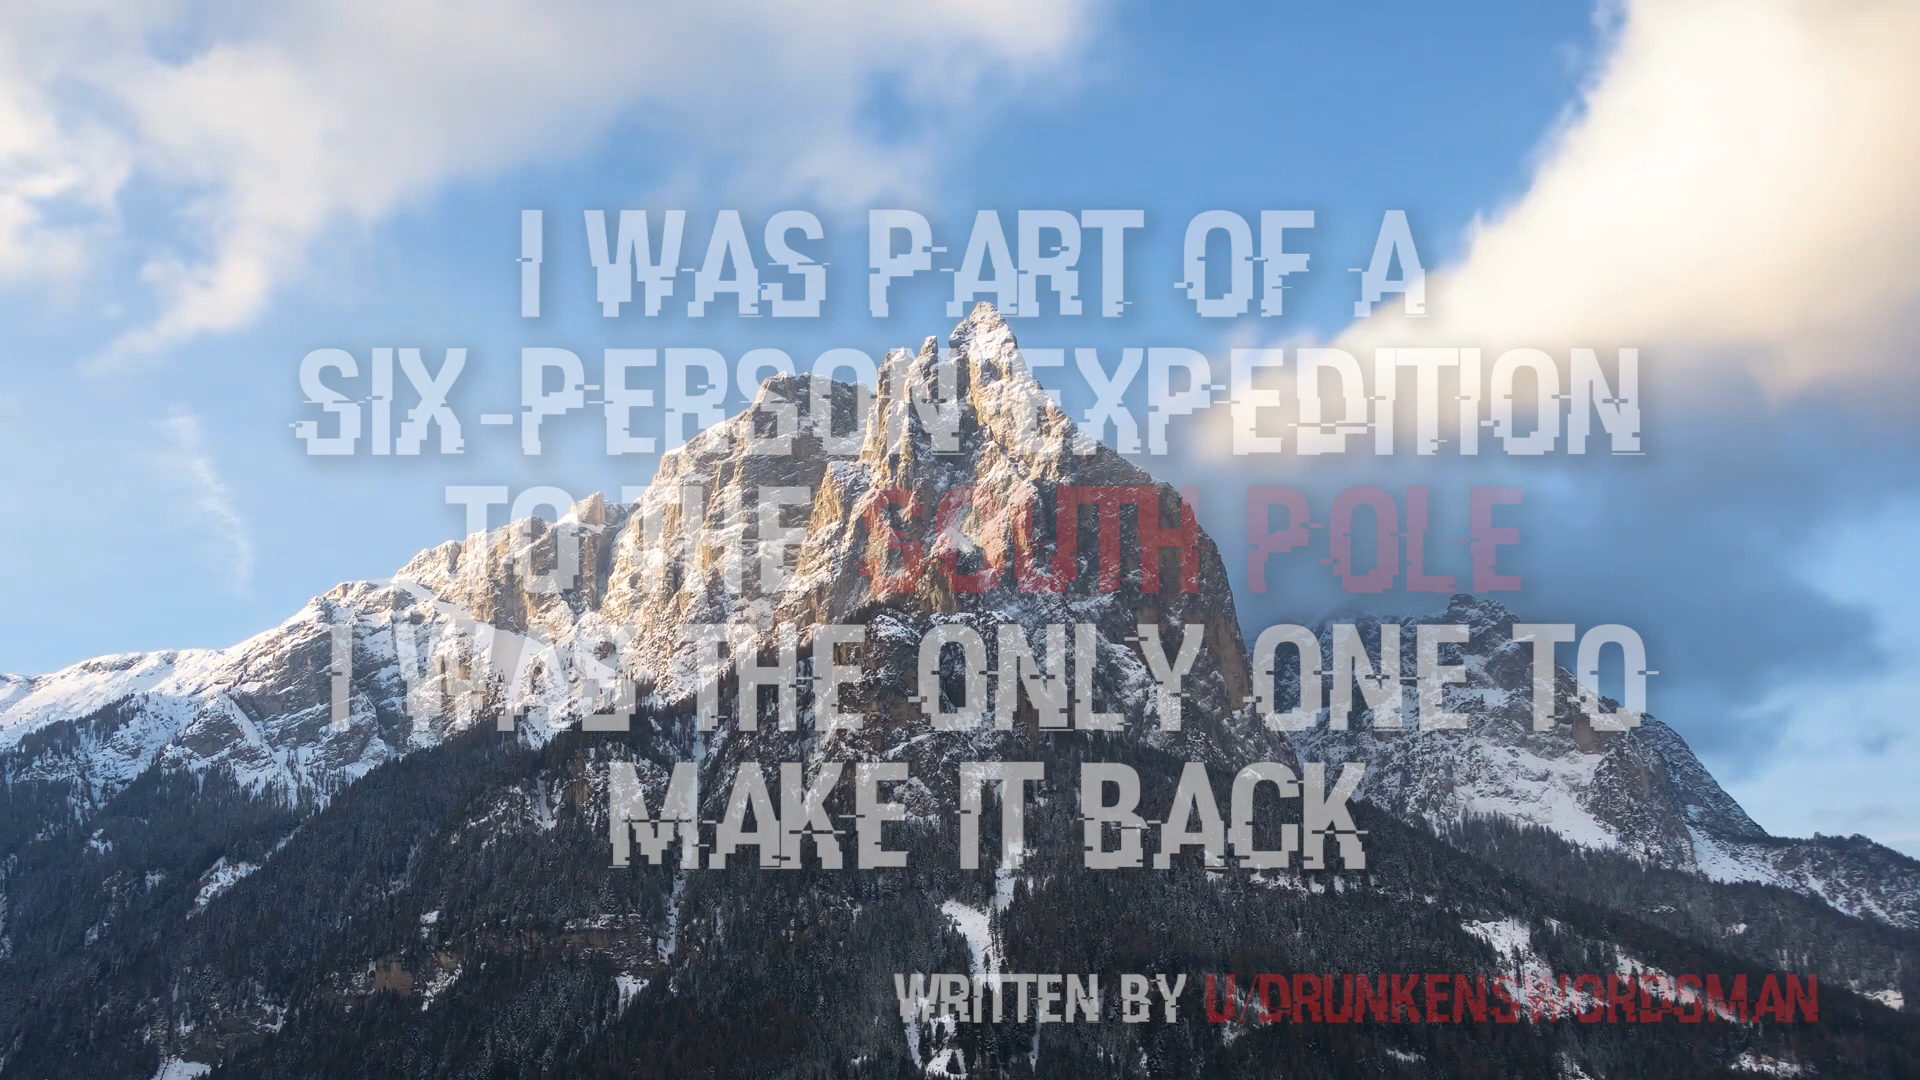 I WAS PART OF A
SIX-PERSON EXPEDITION
TO THE SOUTH POLE
I WAS THE ONLY ONE TO
MAKE IT BACK
WRITTEN BY U/DRUNKENSWORDSMAN